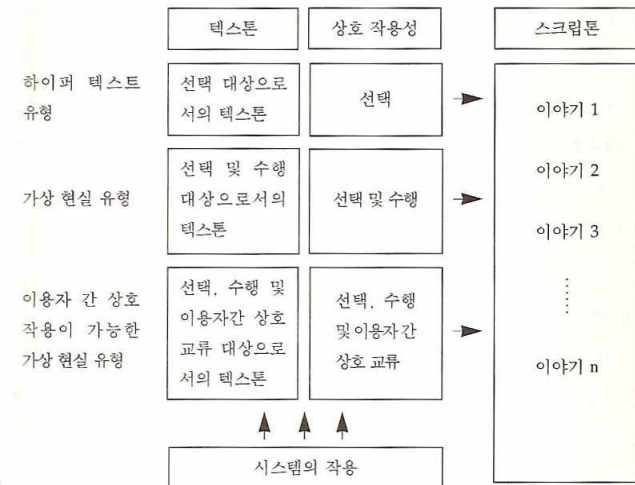 텍스톤
상호 작용성
스크립톤
하이퍼 텍스트
유형
선택 대상으로
서의 텍스톤
선택
가상 현실 유형
선택 및 수행
대상으로서의
텍스톤
선택 및 수행
이용자 간 상호
작용이 가능한
가상 현실 유형
선택, 수행 및
이용자간 상호
교류 대상으로
서의 텍스톤
선택, 수행
및이용자간
상호 교류
이야기 1
이야기 2
이야기 3
⋮
이야기 n
시스템의 작용